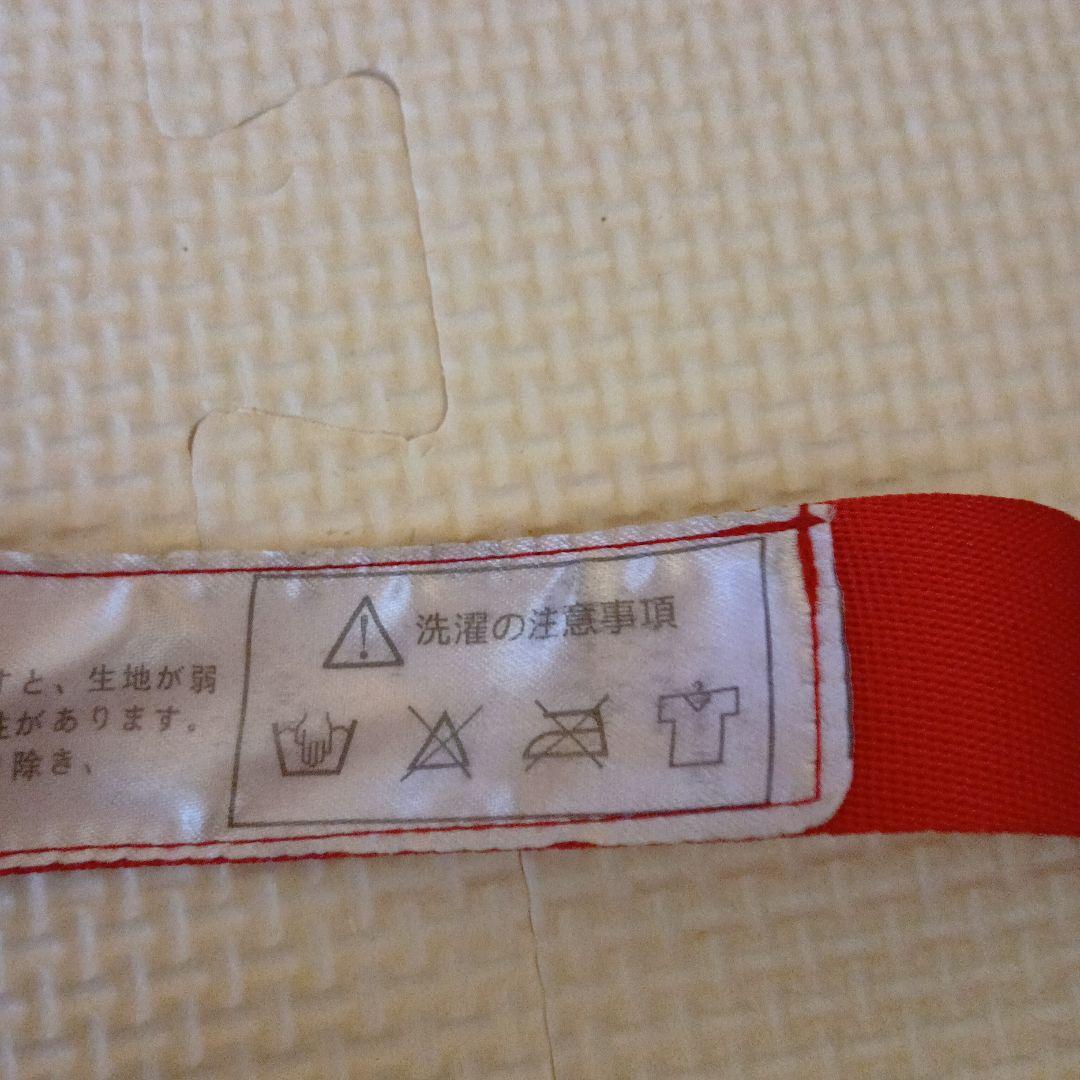 すと、生地が弱
性があります。
除き、
洗濯の注意事項